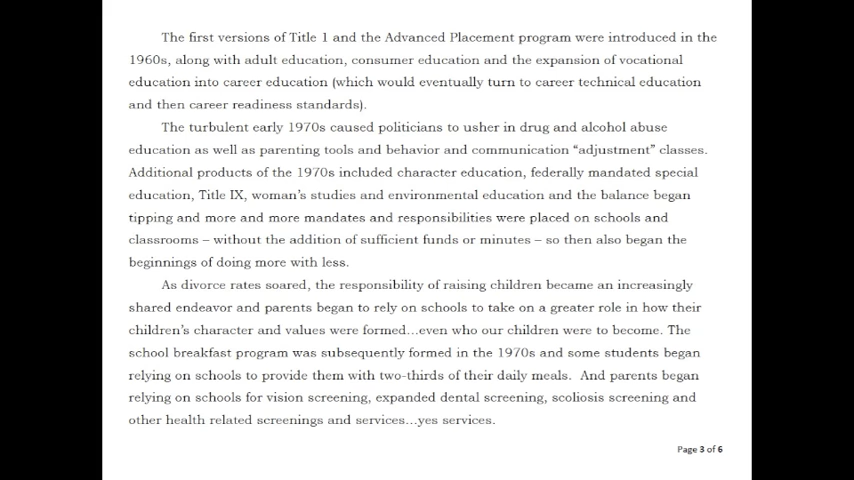 The first versions of Title 1 and the Advanced Placement program were introduced in the
1960s, along with adult education, consumer education and the expansion of vocational
education into career education (which would eventually turn to career technical education
and then career readiness standards).
The turbulent early 1970s caused politicians to usher in drug and alcohol abuse
education as well as parenting tools and behavior and communication “adjustment” classes.
Additional products of the 1970s included character education, federally mandated special
education, Title IX, woman’s studies and environmental education and the balance began
tipping and more and more mandates and responsibilities were placed on schools and
classrooms – without the addition of sufficient funds or minutes – so then also began the
beginnings of doing more with less.
As divorce rates soared, the responsibility of raising children became an increasingly
shared endeavor and parents began to rely on schools to take on a greater role in how their
children’s character and values were formed…even who our children were to become. The
school breakfast program was subsequently formed in the 1970s and some students began
relying on schools to provide them with two-thirds of their daily meals. And parents began
relying on schools for vision screening, expanded dental screening, scoliosis screening and
other health related screenings and services…yes services.
Page 3 of 6